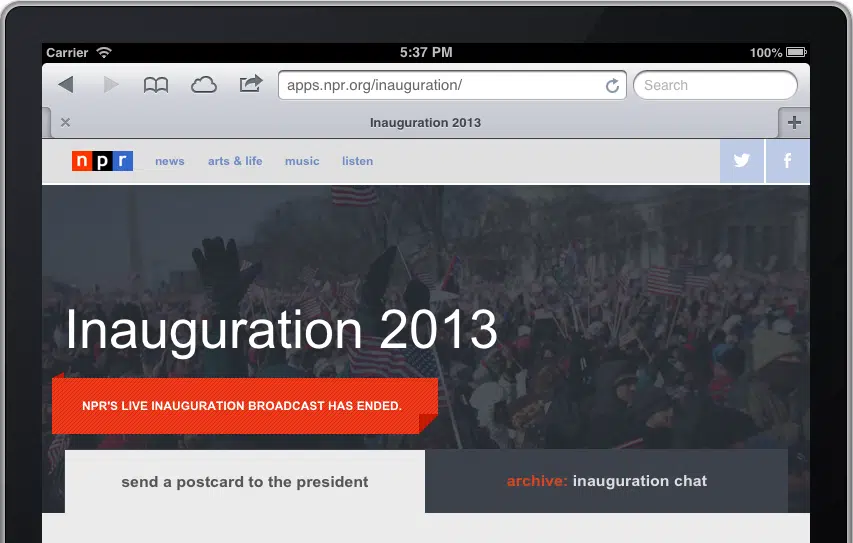 Carrier 5:37 PM 100%
apps.npr.org/inauguration/ Search
Inauguration 2013
npr news arts & life music listen
Inauguration 2013
NPR'S LIVE INAUGURATION BROADCAST HAS ENDED.
send a postcard to the president archive: inauguration chat